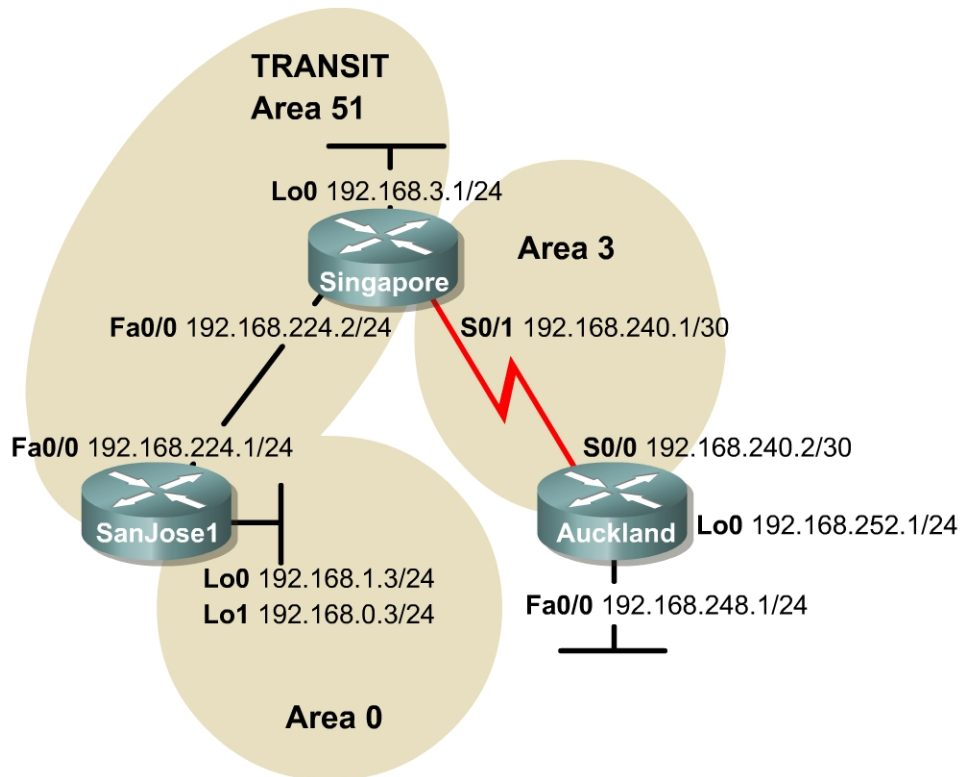 TRANSIT
Area 51
Lo0 192.168.3.1/24
Singapore
Area 3
Fa0/0 192.168.224.2/24
S0/1 192.168.240.1/30
Fa0/0 192.168.224.1/24
S0/0 192.168.240.2/30
SanJose1
Auckland
Lo0 192.168.252.1/24
Lo0 192.168.1.3/24
Lo1 192.168.0.3/24
Fa0/0 192.168.248.1/24
Area 0